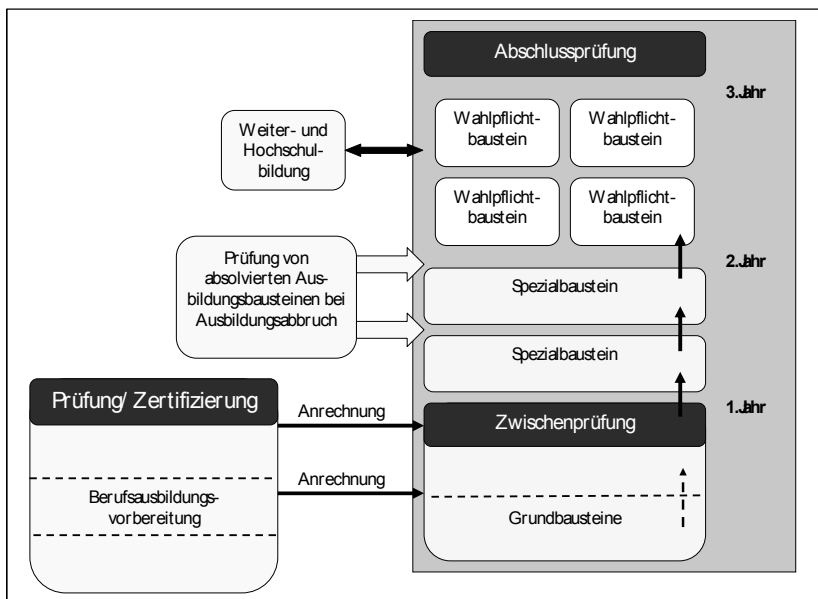 Abschlussprüfung
3.Jahr
Wahlpflicht-
baustein
Wahlpflicht-
baustein
Weiter- und
Hochschul-
bildung
Wahlpflicht-
baustein
Wahlpflicht-
baustein
2.Jahr
Prüfung von
absolvierten Aus-
bildungsbausteinen bei
Ausbildungsabbruch
Spezialbaustein
Spezialbaustein
Prüfung/ Zertifizierung
Anrechnung
Zwischenprüfung
1.Jahr
Anrechnung
Berufsausbildungs-
vorbereitung
Grundbausteine